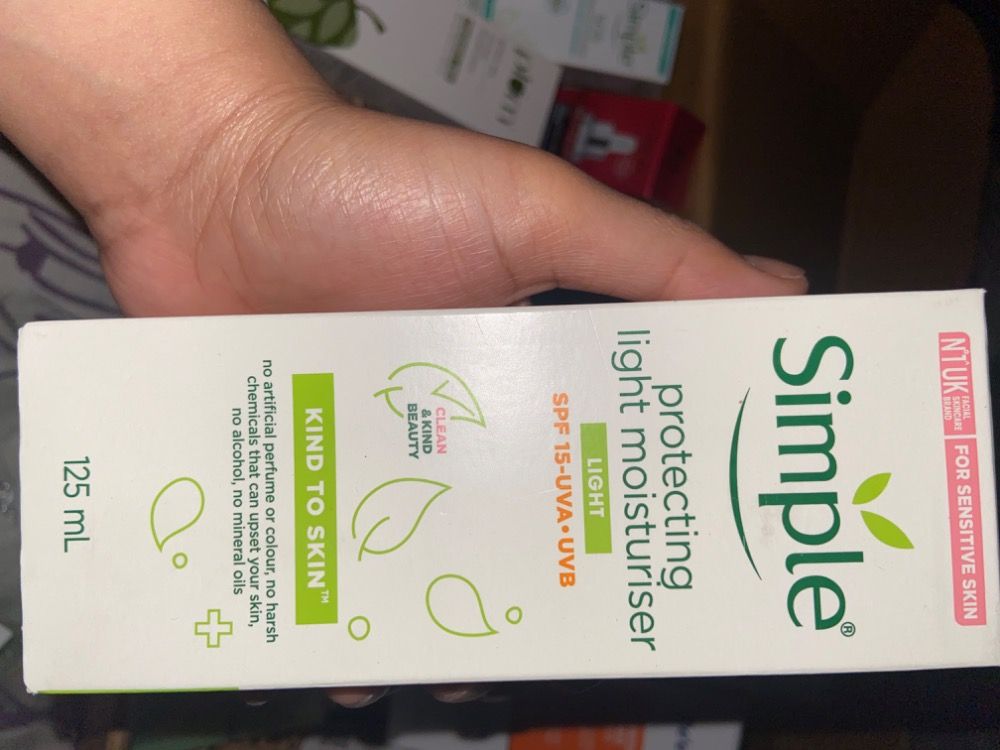 N°1 UK FACIAL SKINCARE BRAND FOR SENSITIVE SKIN
Simple®
protecting
light moisturiser
LIGHT
SPF 15-UVA•UVB
CLEAN
& KIND
BEAUTY
KIND TO SKIN™
no artificial perfume or colour, no harsh
chemicals that can upset your skin,
no alcohol, no mineral oils
125 mL
Simple